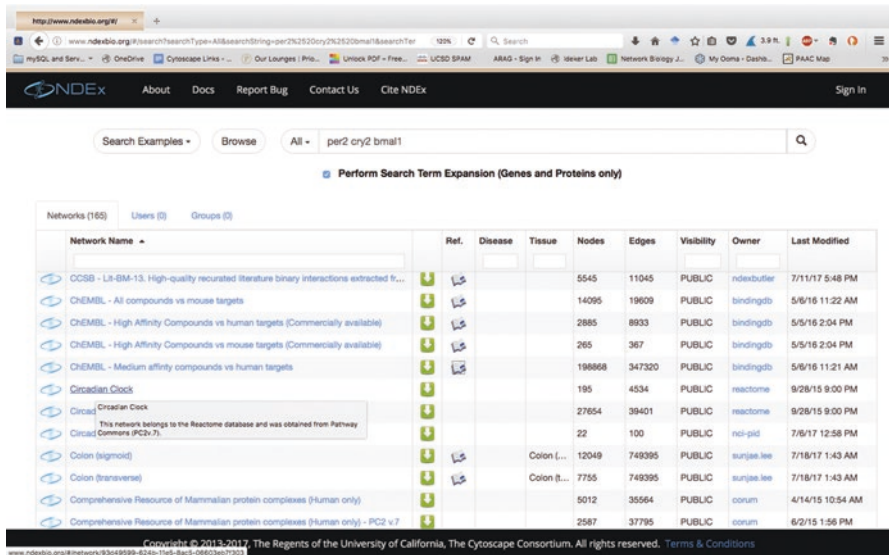 http://www.ndexbio.org/#/
www.ndexbio.org/#/search?searchType=All&searchString=per2%2520cry2%2520bmal1&searchTer 120% Search 3.9 ft.
mySQL and Serv... OneDrive Cytoscape Links - ... Our Lounges | Prio... Unlock PDF - Free... UCSD SPAM ARAG - Sign In Ideker Lab Network Biology J... My Ooma - Dashb... PAAC Map
NDEx About Docs Report Bug Contact Us Cite NDEx Sign In
Search Examples Browse All per2 cry2 bmal1
Perform Search Term Expansion (Genes and Proteins only)
Networks (165) Users (0) Groups (0)
Network Name Ref. Disease Tissue Nodes Edges Visibility Owner Last Modified
CCSB - Lit-BM-13. High-quality recurated literature binary interactions extracted fr... 5545 11045 PUBLIC ndexbutler 7/11/17 5:48 PM
ChEMBL - All compounds vs mouse targets 14095 19609 PUBLIC bindingdb 5/6/16 11:22 AM
ChEMBL - High Affinity Compounds vs human targets (Commercially available) 2885 8933 PUBLIC bindingdb 5/5/16 2:04 PM
ChEMBL - High Affinity Compounds vs mouse targets (Commercially available) 265 367 PUBLIC bindingdb 5/5/16 2:04 PM
ChEMBL - Medium affinty compounds vs human targets 198868 347320 PUBLIC bindingdb 5/6/16 11:21 AM
Circadian Clock 195 4534 PUBLIC reactome 9/28/15 9:00 PM
Circad 27654 39401 PUBLIC reactome 9/28/15 9:00 PM
Circadian Clock
This network belongs to the Reactome database and was obtained from Pathway
Commons (PC2v.7).
Circad 22 100 PUBLIC nci-pid 7/6/17 12:58 PM
Colon (sigmoid) Colon (... 12049 749395 PUBLIC sunjae.lee 7/18/17 1:43 AM
Colon (transverse) Colon (t... 7755 749395 PUBLIC sunjae.lee 7/18/17 1:43 AM
Comprehensive Resource of Mammalian protein complexes (Human only) 5012 35564 PUBLIC corum 4/14/15 10:54 AM
Comprehensive Resource of Mammalian protein complexes (Human only) - PC2 v.7 2587 37795 PUBLIC corum 6/2/15 1:56 PM
Copyright © 2013-2017, The Regents of the University of California, The Cytoscape Consortium. All rights reserved. Terms & Conditions